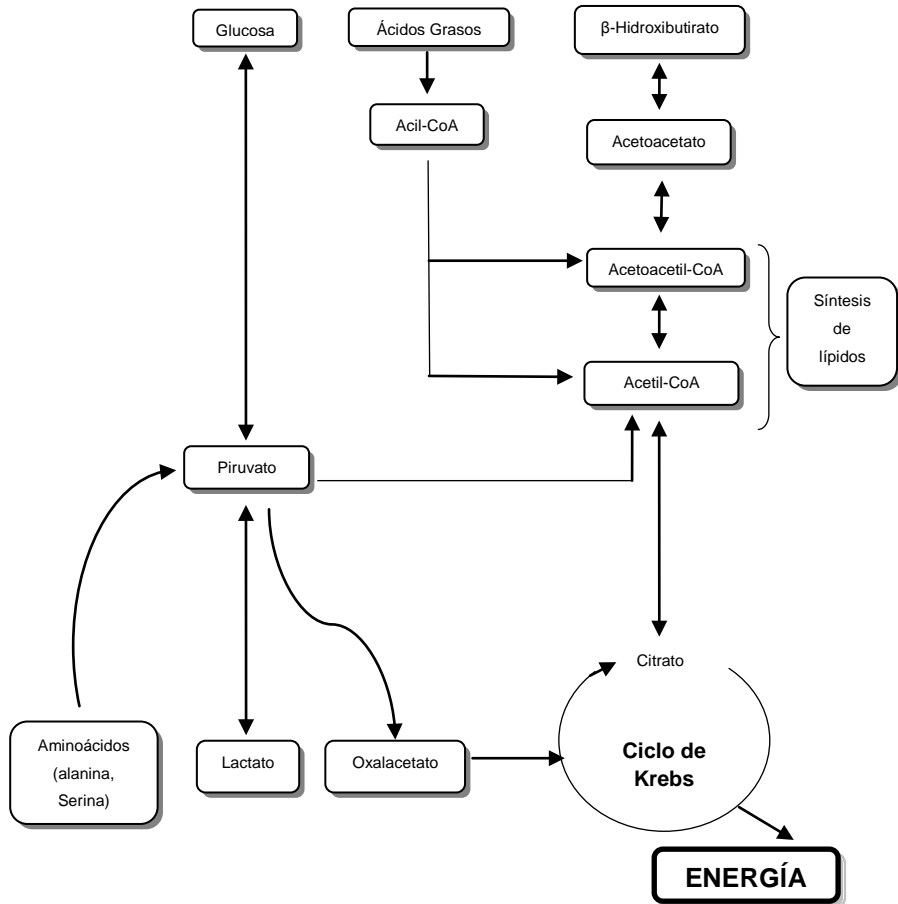 Glucosa
Ácidos Grasos
β-Hidroxibutirato
Acil-CoA
Acetoacetato
Acetoacetil-CoA
Síntesis
de
lípidos
Acetil-CoA
Piruvato
Citrato
Aminoácidos
(alanina,
Serina)
Lactato
Oxalacetato
Ciclo de
Krebs
ENERGÍA